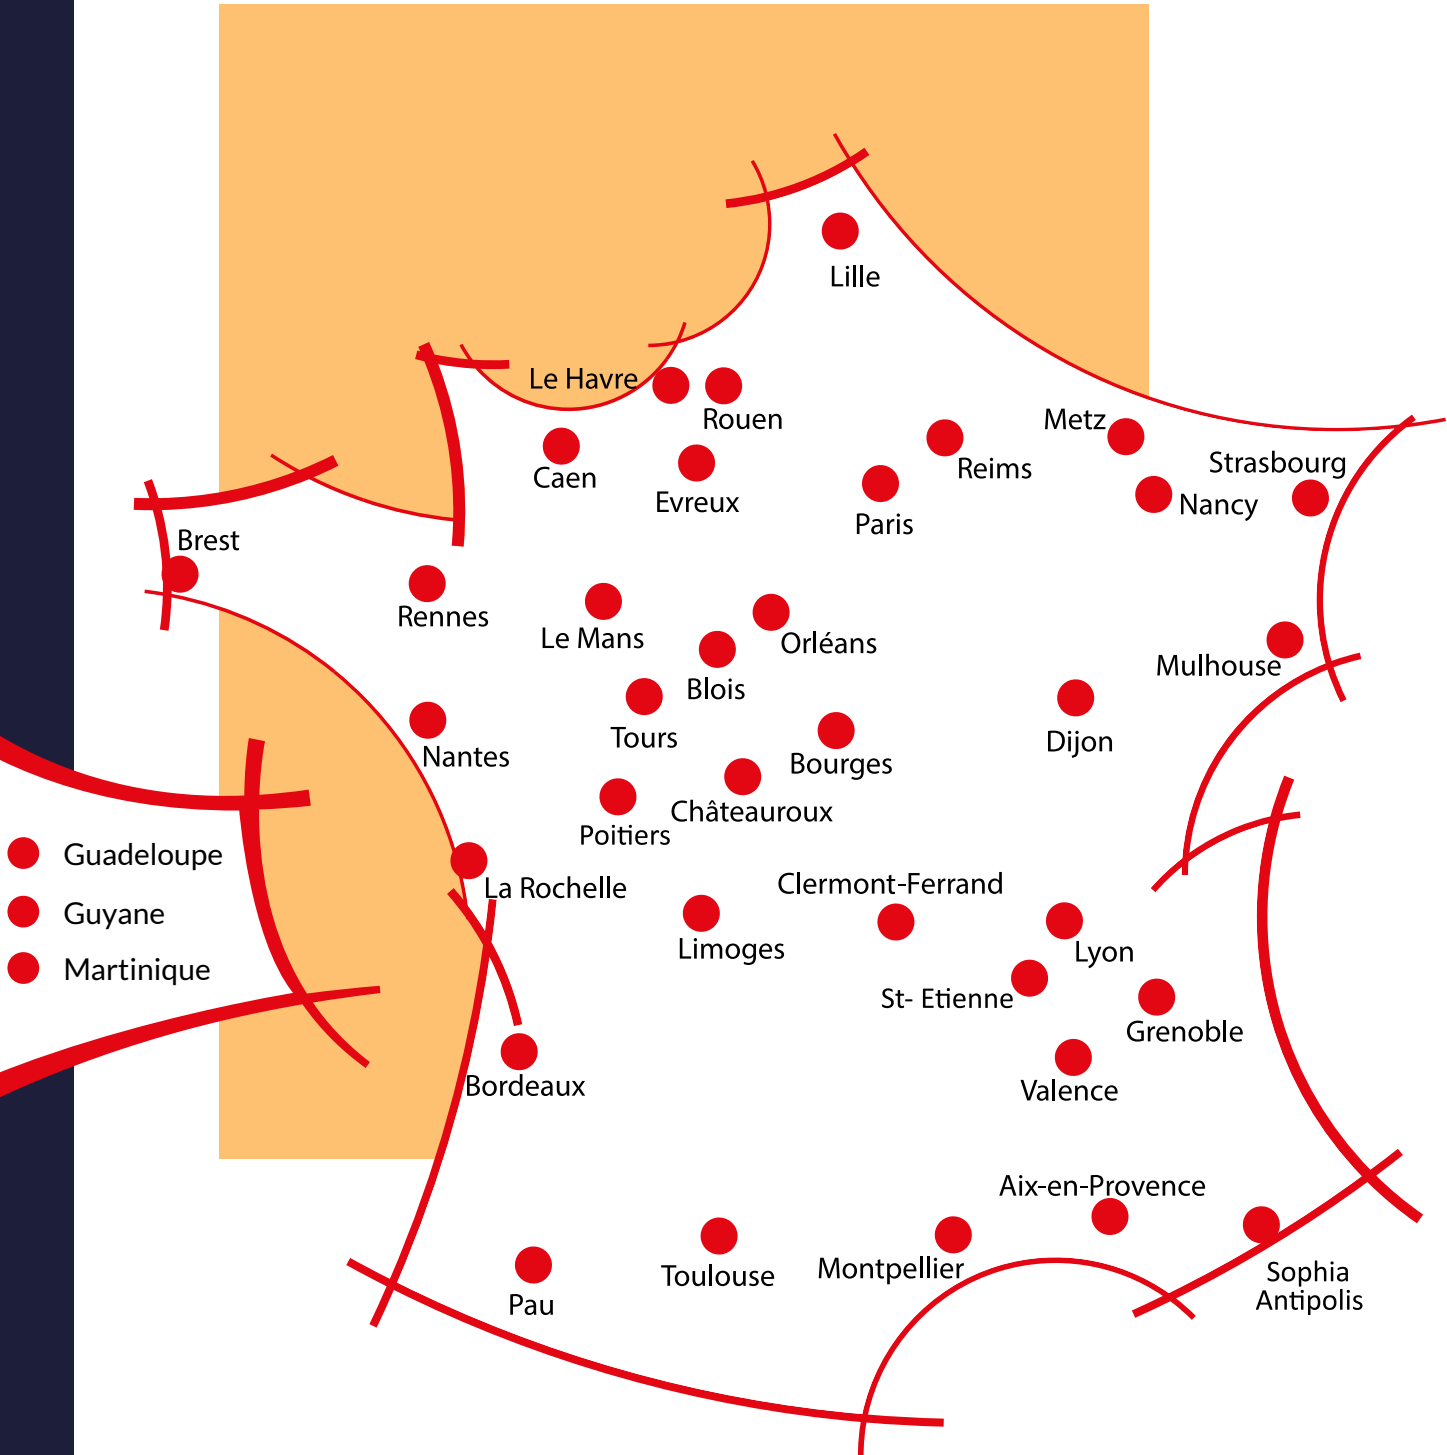 Lille
Le Havre
Rouen
Metz
Caen
Evreux
Reims
Strasbourg
Nancy
Paris
Brest
Rennes
Le Mans
Orléans
Mulhouse
Blois
Tours
Dijon
Nantes
Bourges
Châteauroux
Poitiers
Guadeloupe
La Rochelle
Clermont-Ferrand
Guyane
Limoges
Lyon
Martinique
St- Etienne
Grenoble
Bordeaux
Valence
Aix-en-Provence
Montpellier
Toulouse
Pau
Sophia
Antipolis